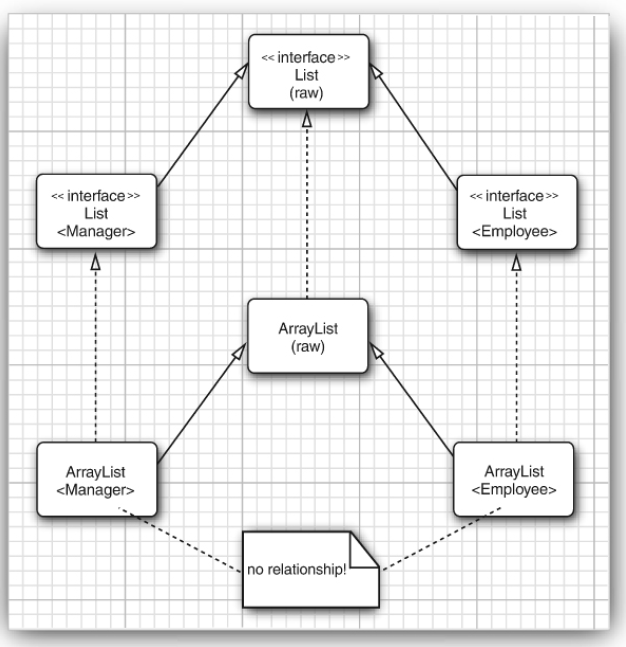 << interface>>
List
(raw)
<< interface>>
List
<Manager>
<< interface>>
List
<Employee>
ArrayList
(raw)
ArrayList
<Manager>
ArrayList
<Employee>
no relationship!